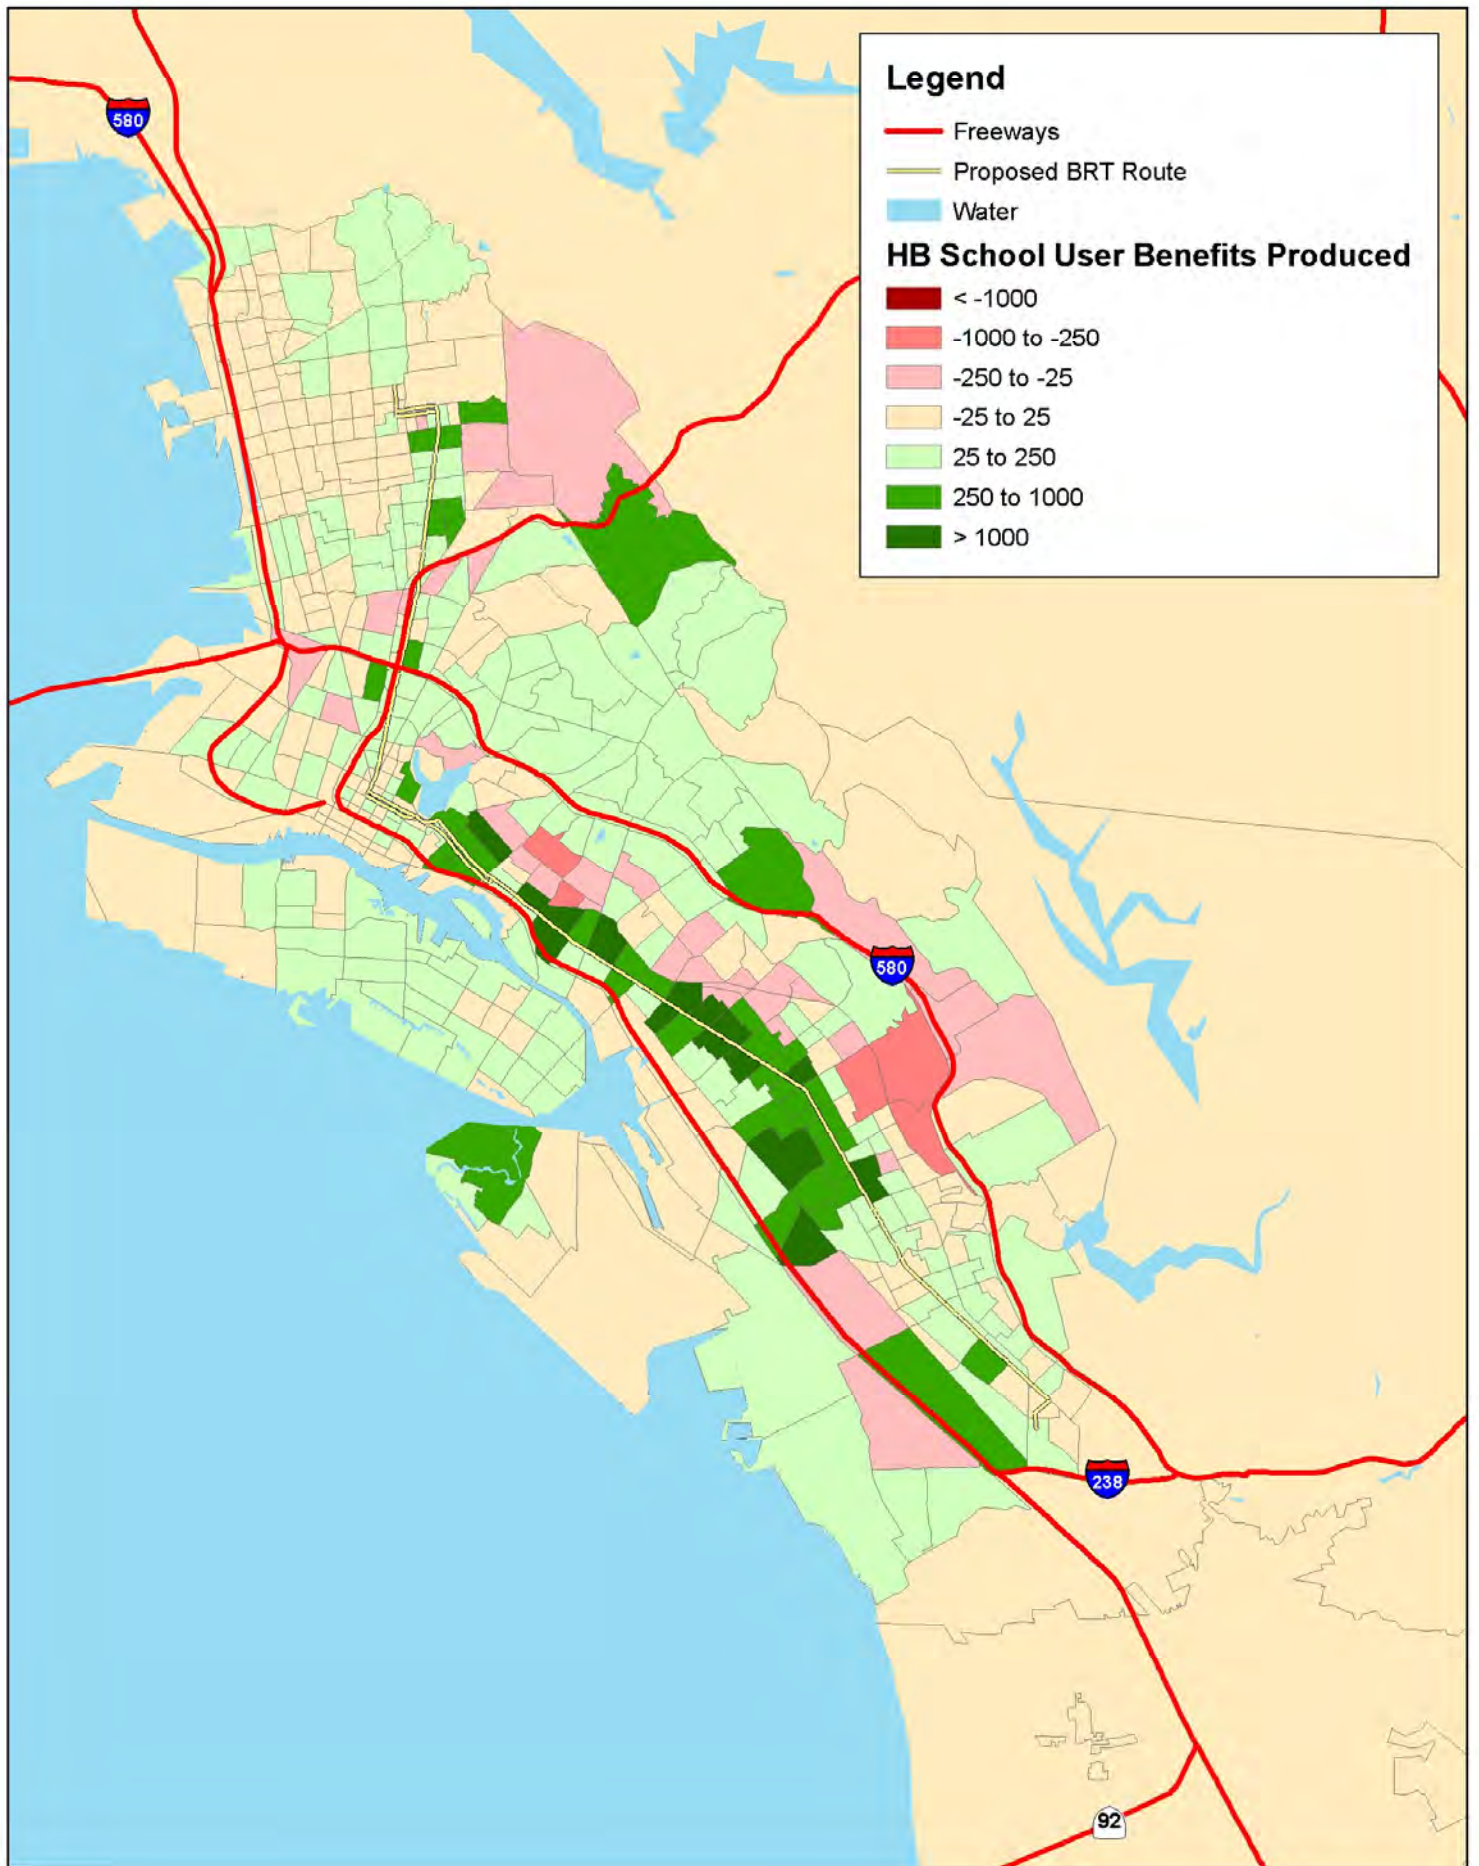 580
Legend
Freeways
Proposed BRT Route
Water
HB School User Benefits Produced
< -1000
-1000 to -250
-250 to -25
-25 to 25
25 to 250
250 to 1000
> 1000
580
238
92